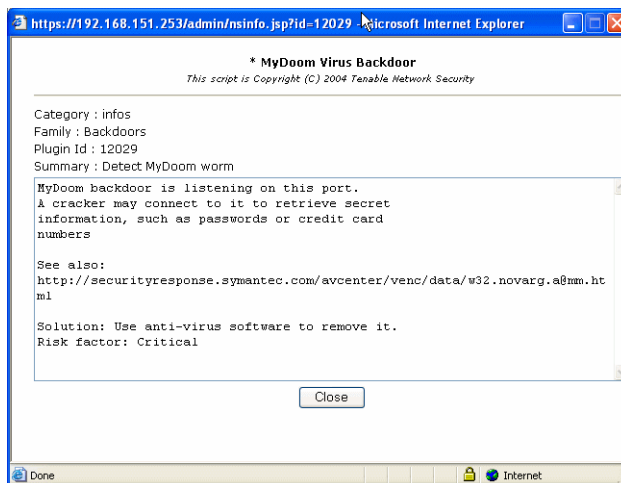 https://192.168.151.253/admin/nsinfo.jsp?id=12029 - Microsoft Internet Explorer
* MyDoom Virus Backdoor
This script is Copyright (C) 2004 Tenable Network Security
Category : infos
Family : Backdoors
Plugin Id : 12029
Summary : Detect MyDoom worm
MyDoom backdoor is listening on this port.
A cracker may connect to it to retrieve secret
information, such as passwords or credit card
numbers
See also:
http://securityresponse.symantec.com/avcenter/venc/data/w32.novarg.a@mm.ht
ml
Solution: Use anti-virus software to remove it.
Risk factor: Critical
Close
Done
Internet